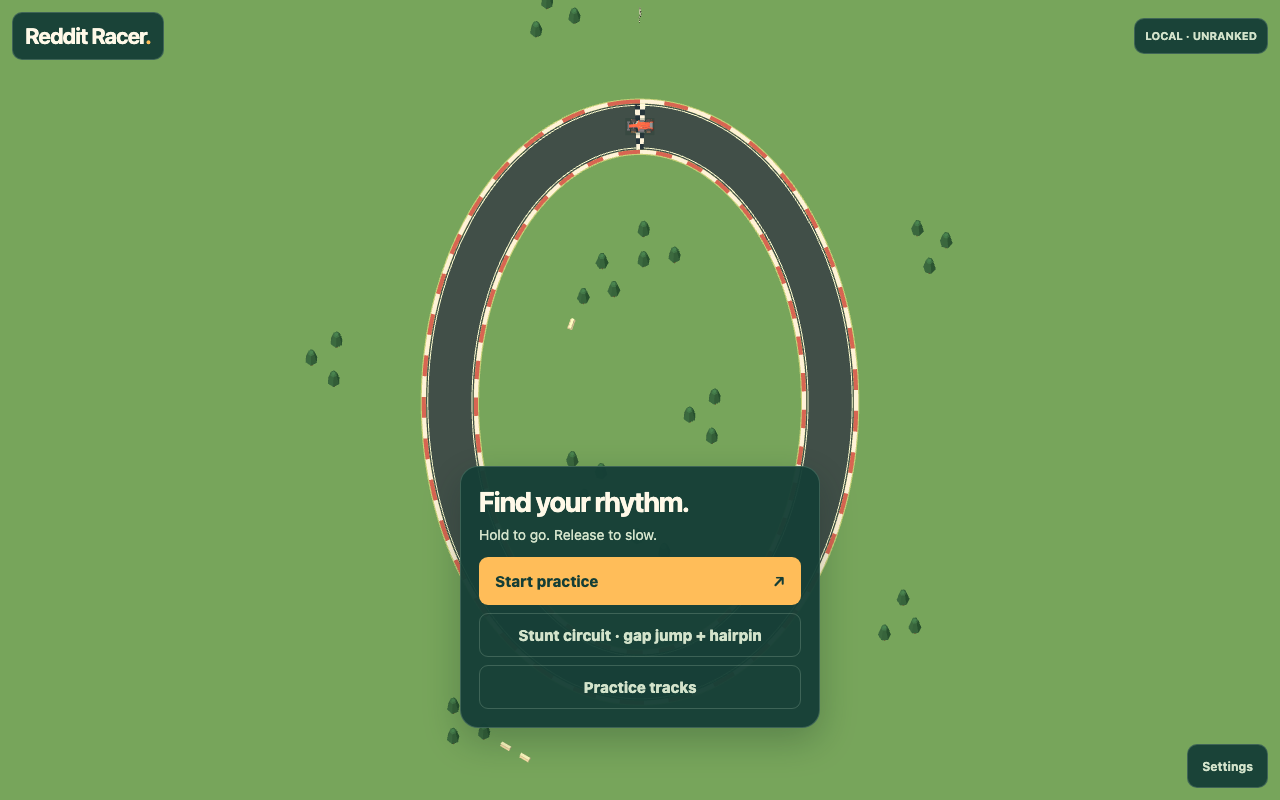 Reddit Racer.
LOCAL · UNRANKED
Find your rhythm.
Hold to go. Release to slow.
Start practice
Stunt circuit · gap jump + hairpin
Practice tracks
Settings